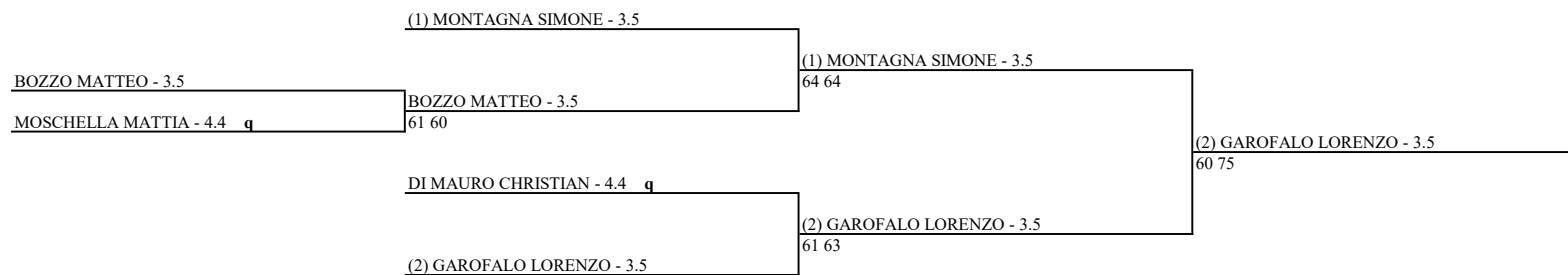 (1) MONTAGNA SIMONE - 3.5
(1) MONTAGNA SIMONE - 3.5
BOZZO MATTEO - 3.5
64 64
BOZZO MATTEO - 3.5
MOSCHELLA MATTIA - 4.4 q
61 60
(2) GAROFALO LORENZO - 3.5
60 75
DI MAURO CHRISTIAN - 4.4 q
(2) GAROFALO LORENZO - 3.5
61 63
(2) GAROFALO LORENZO - 3.5